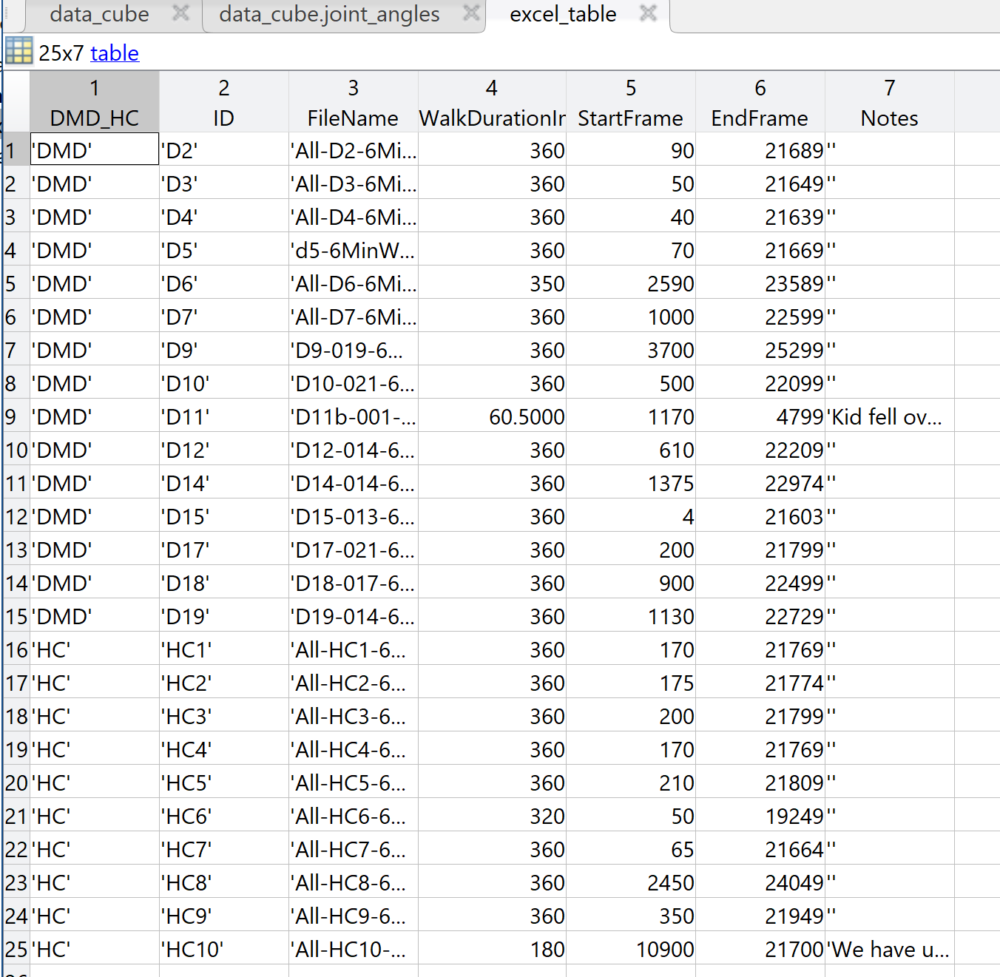 data_cube data_cube.joint_angles excel_table
25x7 table
1 2 3 4 5 6 7
DMD_HC ID FileName WalkDurationIn StartFrame EndFrame Notes
1 'DMD' 'D2' 'All-D2-6Mi... 360 90 21689 ''
2 'DMD' 'D3' 'All-D3-6Mi... 360 50 21649 ''
3 'DMD' 'D4' 'All-D4-6Mi... 360 40 21639 ''
4 'DMD' 'D5' 'd5-6MinW... 360 70 21669 ''
5 'DMD' 'D6' 'All-D6-6Mi... 350 2590 23589 ''
6 'DMD' 'D7' 'All-D7-6Mi... 360 1000 22599 ''
7 'DMD' 'D9' 'D9-019-6... 360 3700 25299 ''
8 'DMD' 'D10' 'D10-021-6... 360 500 22099 ''
9 'DMD' 'D11' 'D11b-001-... 60.5000 1170 4799 'Kid fell ov...
10 'DMD' 'D12' 'D12-014-6... 360 610 22209 ''
11 'DMD' 'D14' 'D14-014-6... 360 1375 22974 ''
12 'DMD' 'D15' 'D15-013-6... 360 4 21603 ''
13 'DMD' 'D17' 'D17-021-6... 360 200 21799 ''
14 'DMD' 'D18' 'D18-017-6... 360 900 22499 ''
15 'DMD' 'D19' 'D19-014-6... 360 1130 22729 ''
16 'HC' 'HC1' 'All-HC1-6... 360 170 21769 ''
17 'HC' 'HC2' 'All-HC2-6... 360 175 21774 ''
18 'HC' 'HC3' 'All-HC3-6... 360 200 21799 ''
19 'HC' 'HC4' 'All-HC4-6... 360 170 21769 ''
20 'HC' 'HC5' 'All-HC5-6... 360 210 21809 ''
21 'HC' 'HC6' 'All-HC6-6... 320 50 19249 ''
22 'HC' 'HC7' 'All-HC7-6... 360 65 21664 ''
23 'HC' 'HC8' 'All-HC8-6... 360 2450 24049 ''
24 'HC' 'HC9' 'All-HC9-6... 360 350 21949 ''
25 'HC' 'HC10' 'All-HC10-... 180 10900 21700 'We have u...